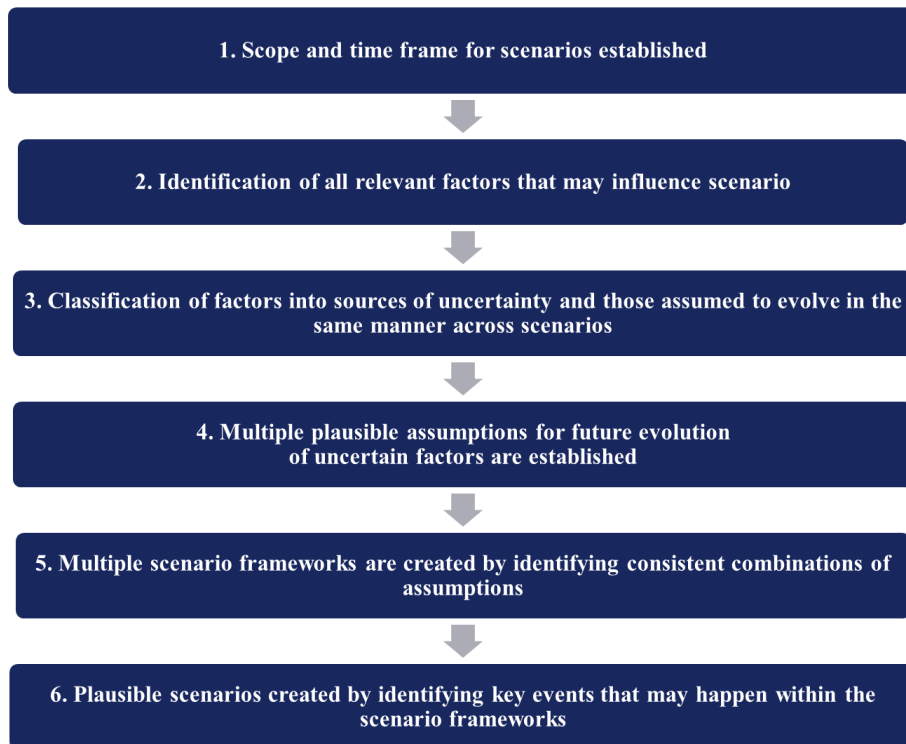 1. Scope and time frame for scenarios established
2. Identification of all relevant factors that may influence scenario
3. Classification of factors into sources of uncertainty and those assumed to evolve in the
same manner across scenarios
4. Multiple plausible assumptions for future evolution
of uncertain factors are established
5. Multiple scenario frameworks are created by identifying consistent combinations of
assumptions
6. Plausible scenarios created by identifying key events that may happen within the
scenario frameworks